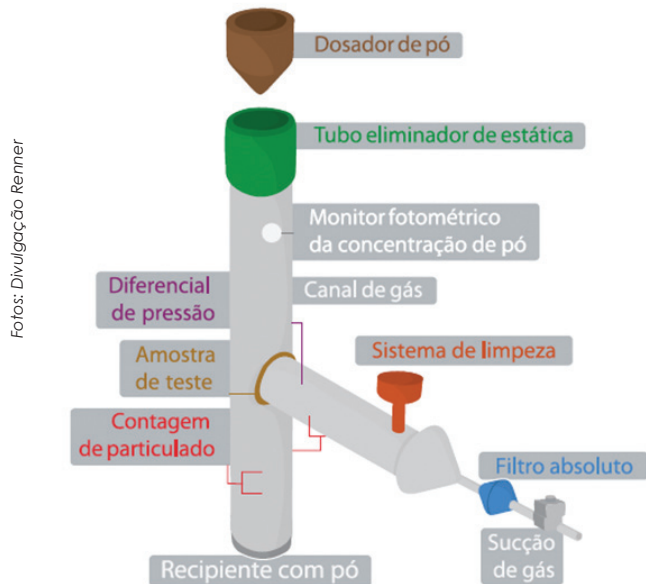 Dosador de pó
Tubo eliminador de estática
Monitor fotométrico
da concentração de pó
Diferencial
de pressão
Canal de gás
Amostra
de teste
Sistema de limpeza
Contagem
de particulado
Filtro absoluto
Sucção
de gás
Recipiente com pó
Fotos: Divulgação Renner